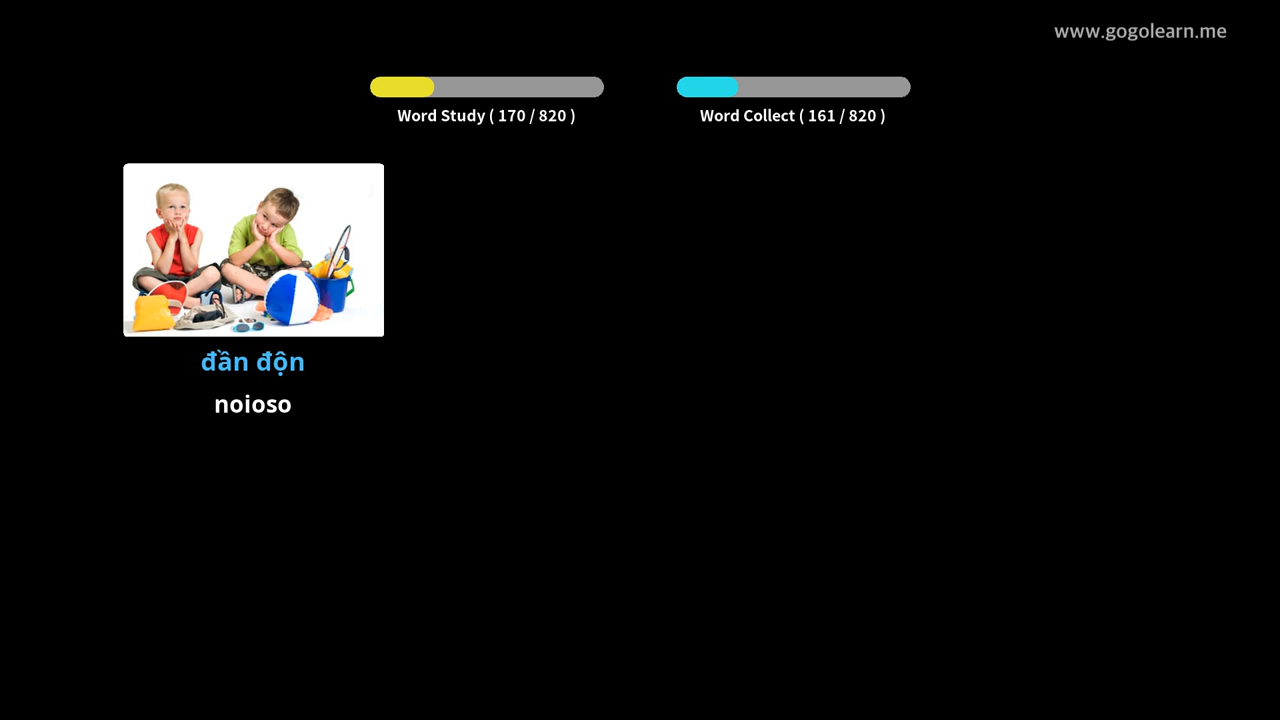 www.gogolearn.me
Word Study ( 170 / 820 )
Word Collect ( 161 / 820 )
đần độn
noioso